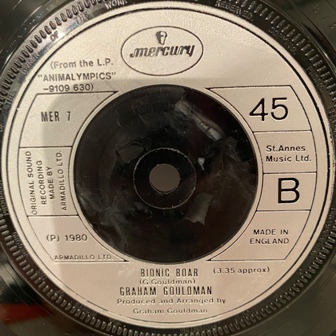 mercury
(From the L.P.
"ANIMALYMPICS"
-9109 630)
MER 7
45
ORIGINAL SOUND
RECORDING
MADE BY
ARMADILLO LTD.
St.Annes
Music Ltd.
B
(P) 1980
MADE IN
ENGLAND
ARMADILLO LTD.
BIONIC BOAR
(3.35 approx)
(G.Gouldman)
GRAHAM GOULDMAN
Produced and Arranged by
Graham Gouldman